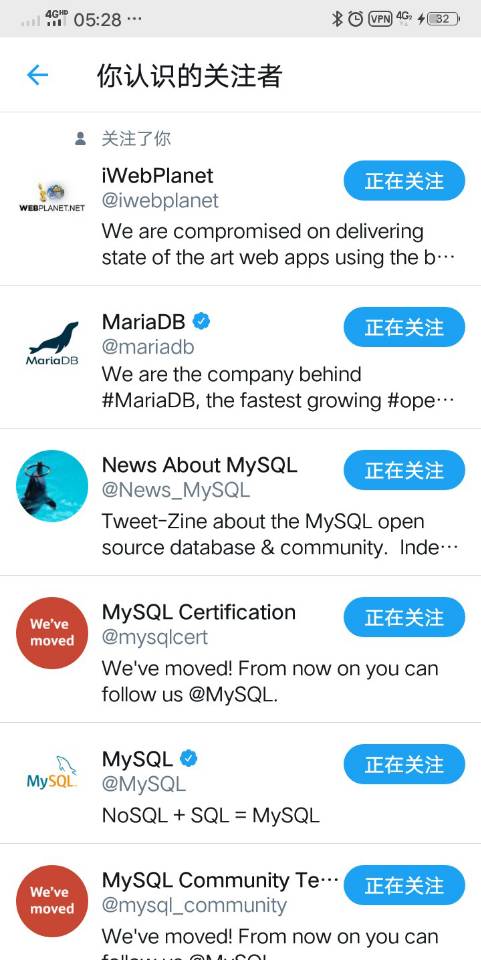 4G HD 05:28 ···
VPN 4G 32
你认识的关注者
关注了你
iWebPlanet
正在关注
@iwebplanet
WEBPLANET.NET
We are compromised on delivering
state of the art web apps using the b···
MariaDB
正在关注
@mariadb
MariaDB
We are the company behind
#MariaDB, the fastest growing #ope···
News About MySQL
正在关注
@News_MySQL
Tweet-Zine about the MySQL open
source database & community. Inde···
We've
moved
MySQL Certification
正在关注
@mysqlcert
We've moved! From now on you can
follow us @MySQL.
MySQL
MySQL
正在关注
@MySQL
NoSQL + SQL = MySQL
We've
moved
MySQL Community Te···
正在关注
@mysql_community
We've moved! From now on you can
follow us @MySQL